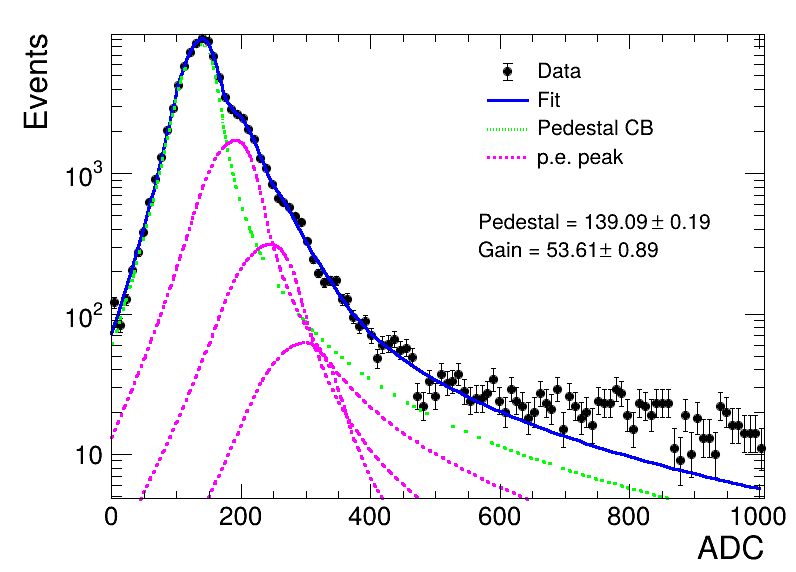 Events
Data
Fit
Pedestal CB
p.e. peak
Pedestal = 139.09± 0.19
Gain = 53.61± 0.89
10³
10²
10
0 200 400 600 800 1000
ADC